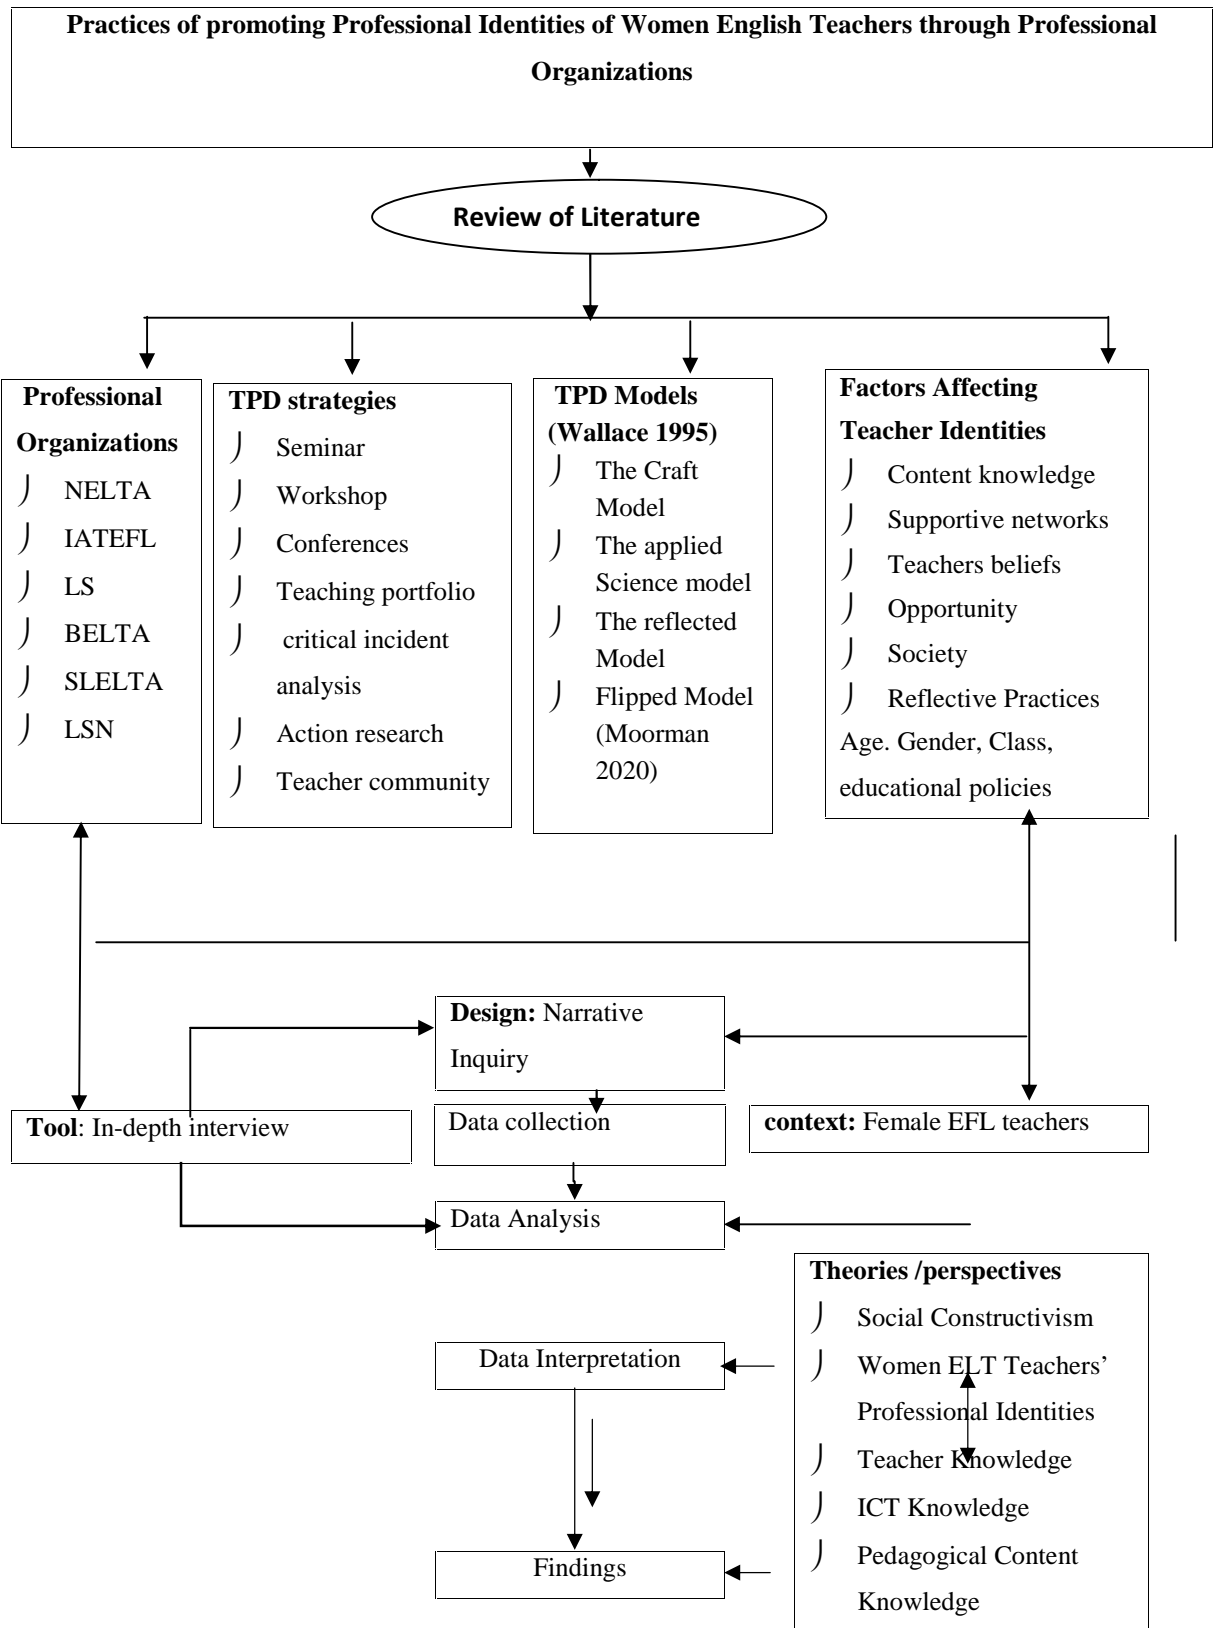 Practices of promoting Professional Identities of Women English Teachers through Professional
Organizations
Review of Literature
Professional
Organizations
⌡ NELTA
⌡ IATEFL
⌡ LS
⌡ BELTA
⌡ SLELTA
⌡ LSN
TPD strategies
⌡ Seminar
⌡ Workshop
⌡ Conferences
⌡ Teaching portfolio
⌡ critical incident
analysis
⌡ Action research
⌡ Teacher community
TPD Models
(Wallace 1995)
⌡ The Craft
Model
⌡ The applied
Science model
⌡ The reflected
Model
⌡ Flipped Model
(Moorman
2020)
Factors Affecting
Teacher Identities
⌡ Content knowledge
⌡ Supportive networks
⌡ Teachers beliefs
⌡ Opportunity
⌡ Society
⌡ Reflective Practices
Age. Gender, Class,
educational policies
Design: Narrative
Inquiry
Tool: In-depth interview
Data collection
context: Female EFL teachers
Data Analysis
Theories /perspectives
⌡ Social Constructivism
⌡ Women ELT Teachers’
Professional Identities
⌡ Teacher Knowledge
⌡ ICT Knowledge
⌡ Pedagogical Content
Knowledge
Data Interpretation
Findings